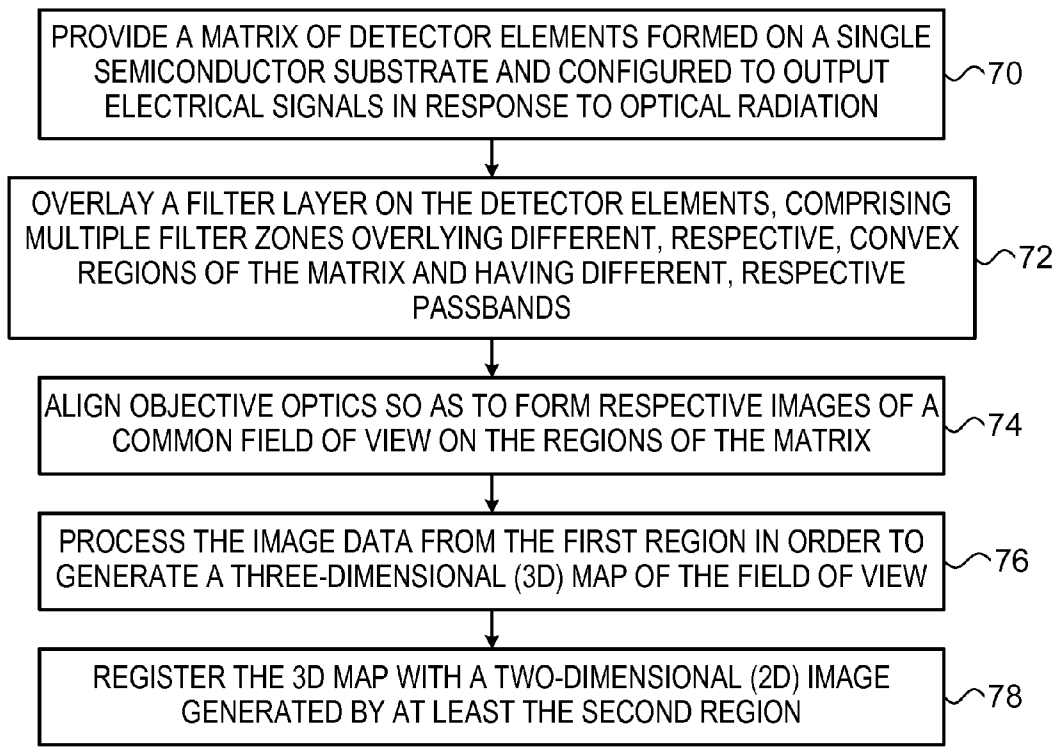 PROVIDE A MATRIX OF DETECTOR ELEMENTS FORMED ON A SINGLE
SEMICONDUCTOR SUBSTRATE AND CONFIGURED TO OUTPUT
ELECTRICAL SIGNALS IN RESPONSE TO OPTICAL RADIATION
70
OVERLAY A FILTER LAYER ON THE DETECTOR ELEMENTS, COMPRISING
MULTIPLE FILTER ZONES OVERLYING DIFFERENT, RESPECTIVE, CONVEX
REGIONS OF THE MATRIX AND HAVING DIFFERENT, RESPECTIVE
PASSBANDS
72
ALIGN OBJECTIVE OPTICS SO AS TO FORM RESPECTIVE IMAGES OF A
COMMON FIELD OF VIEW ON THE REGIONS OF THE MATRIX
74
PROCESS THE IMAGE DATA FROM THE FIRST REGION IN ORDER TO
GENERATE A THREE-DIMENSIONAL (3D) MAP OF THE FIELD OF VIEW
76
REGISTER THE 3D MAP WITH A TWO-DIMENSIONAL (2D) IMAGE
GENERATED BY AT LEAST THE SECOND REGION
78